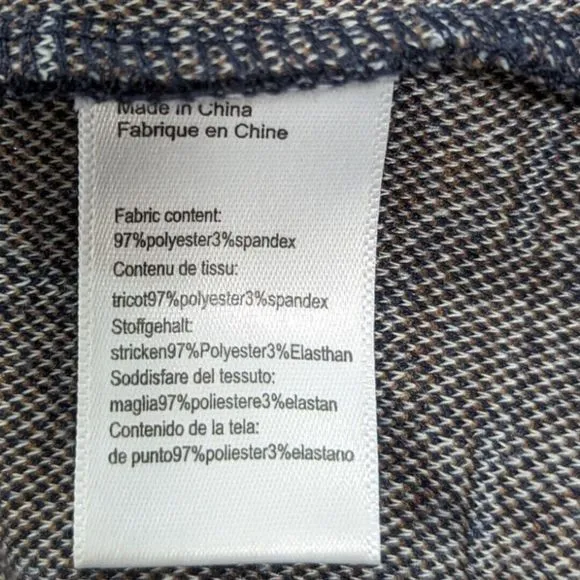 Made in China
Fabrique en Chine
Fabric content:
97%polyester3%spandex
Contenu de tissu:
tricot97%polyester3%spandex
Stoffgehalt:
stricken97%Polyester3%Elasthan
Soddisfare del tessuto:
maglia97%poliestere3%elastan
Contenido de la tela:
de punto97%poliester3%elastano